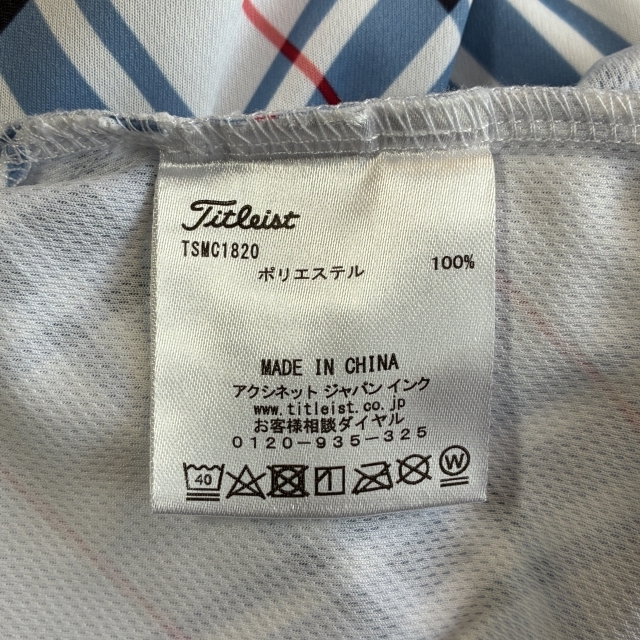 Titleist
TSMC1820
ポリエステル 100%
MADE IN CHINA
アクシネット ジャパン インク
www.titleist.co.jp
お客様相談ダイヤル
0120-935-325
40
W